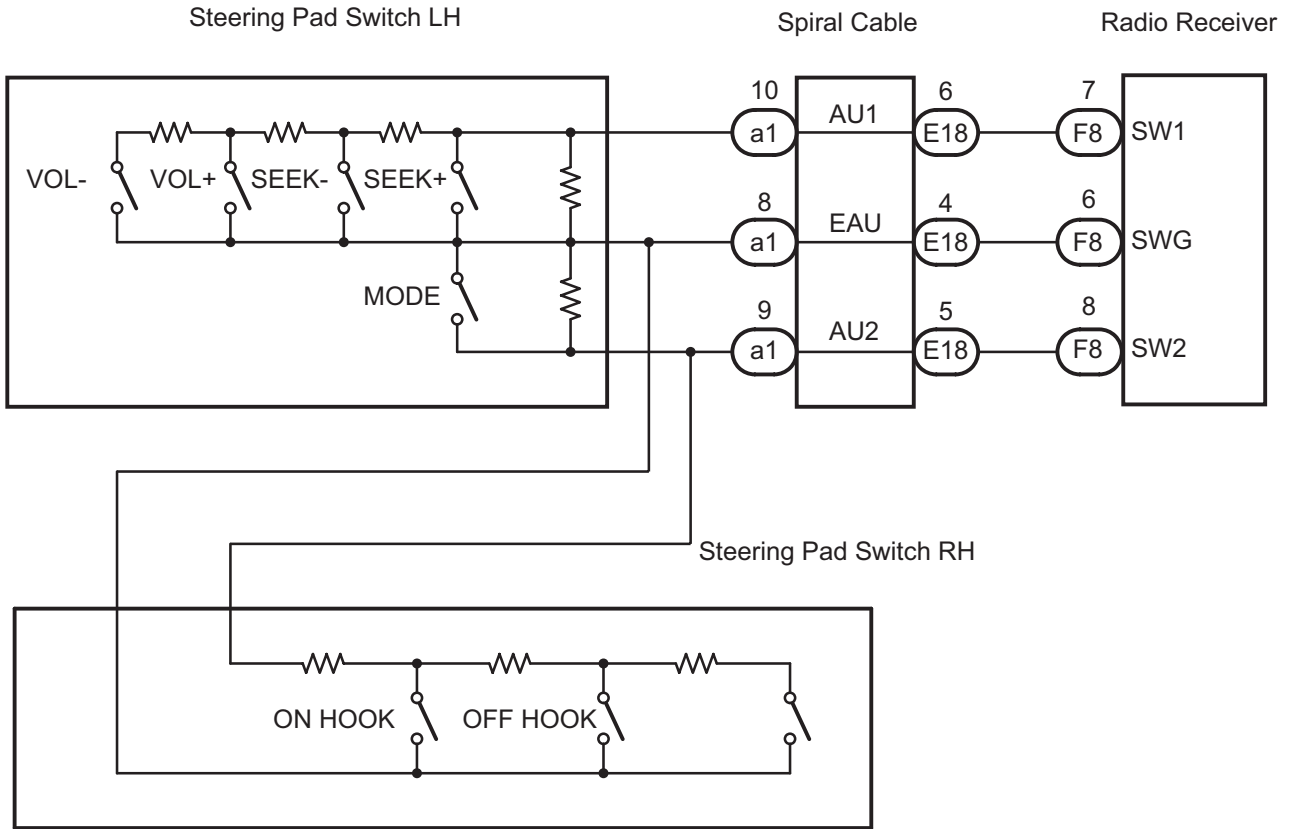 Steering Pad Switch LH
Spiral Cable
Radio Receiver
10
AU1
6
7
a1
E18
F8
SW1
VOL-
VOL+
SEEK-
SEEK+
8
EAU
4
6
a1
E18
F8
SWG
MODE
9
AU2
5
8
a1
E18
F8
SW2
Steering Pad Switch RH
ON HOOK
OFF HOOK